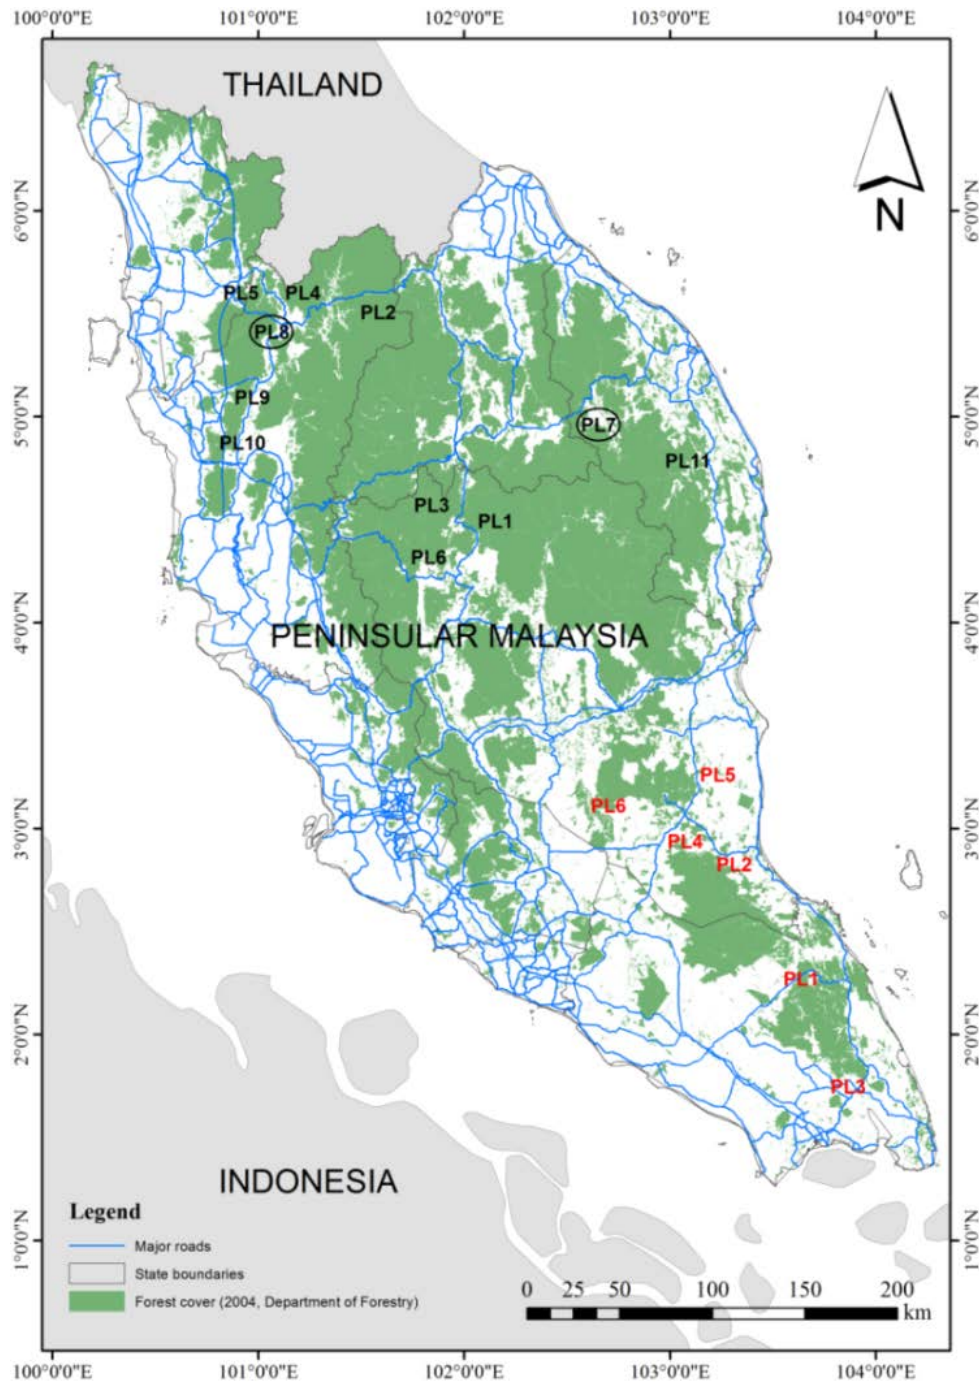 100°0'0"E 101°0'0"E 102°0'0"E 103°0'0"E 104°0'0"E
THAILAND
N
6°0'0"N 6°0'0"N
PL5 PL4
PL2
PL8
PL9
5°0'0"N 5°0'0"N
PL7
PL10
PL11
PL3
PL1
PL6
4°0'0"N 4°0'0"N
PENINSULAR MALAYSIA
PL5
PL6
3°0'0"N 3°0'0"N
PL4
PL2
PL1
2°0'0"N 2°0'0"N
PL3
INDONESIA
Legend
1°0'0"N 1°0'0"N
Major roads
State boundaries
Forest cover (2004, Department of Forestry)
0 25 50 100 150 200
km
100°0'0"E 101°0'0"E 102°0'0"E 103°0'0"E 104°0'0"E